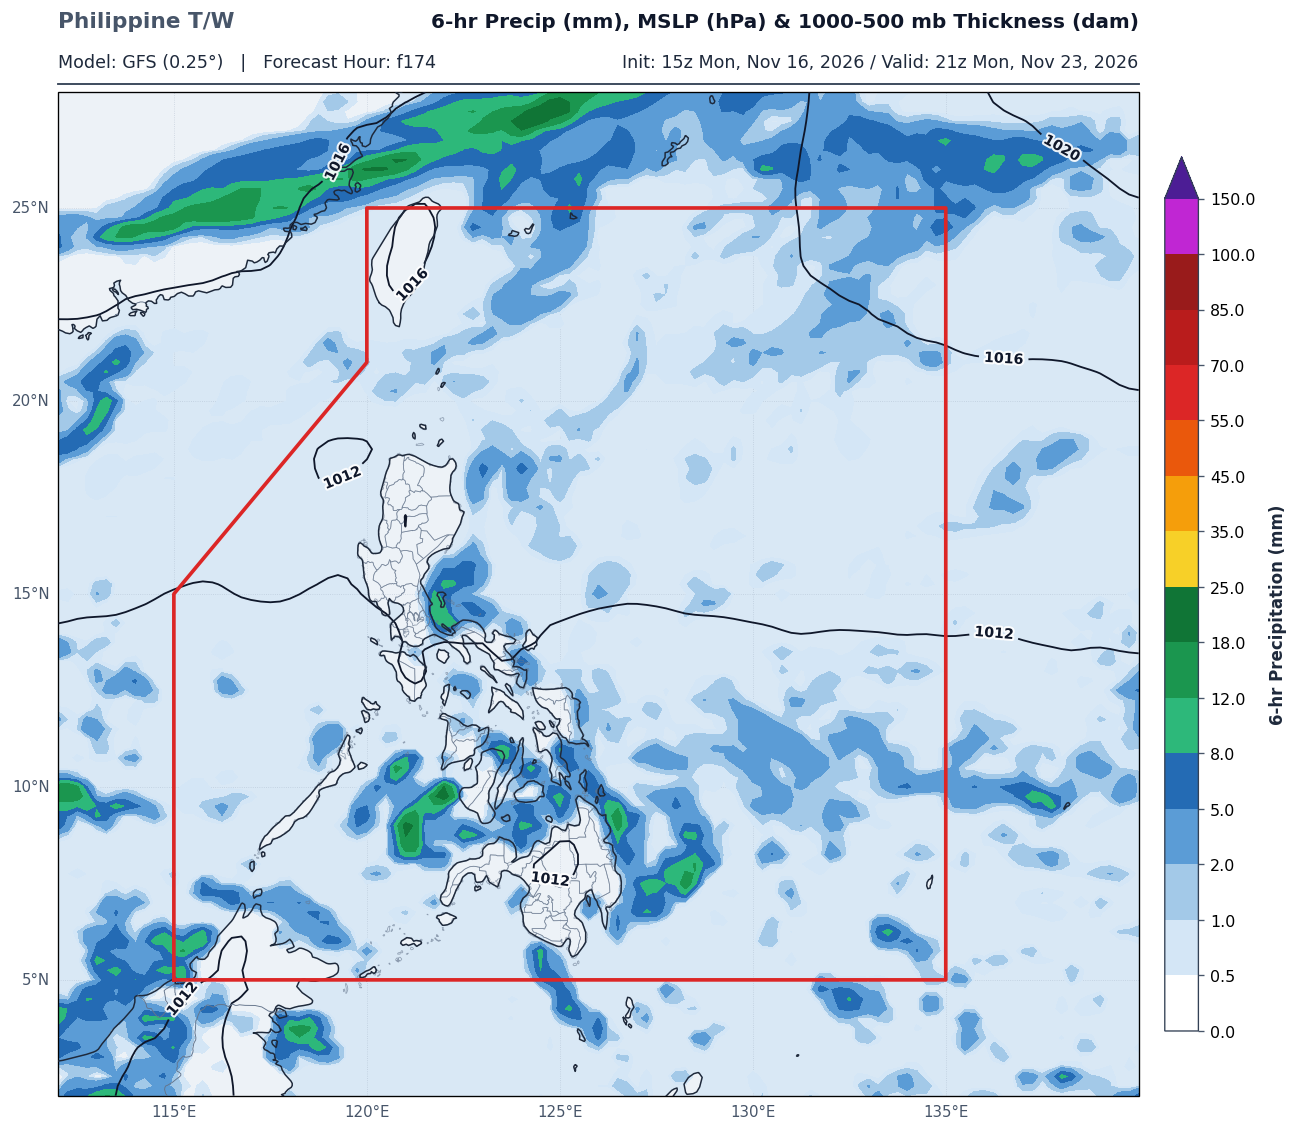 Philippine T/W
6-hr Precip (mm), MSLP (hPa) & 1000-500 mb Thickness (dam)
Model: GFS (0.25°) | Forecast Hour: f174
Init: 15z Mon, Nov 16, 2026 / Valid: 21z Mon, Nov 23, 2026
1016
1020
1016
1016
1012
1012
1012
1012
25°N
20°N
15°N
10°N
5°N
115°E
120°E
125°E
130°E
135°E
150.0
100.0
85.0
70.0
55.0
45.0
35.0
25.0
18.0
12.0
8.0
5.0
2.0
1.0
0.5
0.0
6-hr Precipitation (mm)